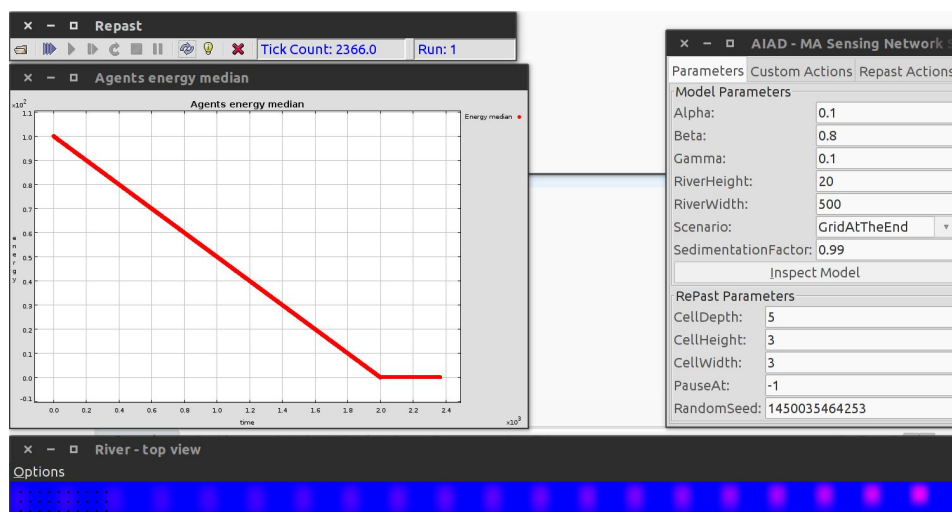 Repast
Tick Count: 2366.0
Run: 1
Agents energy median
Agents energy median
x10²
1.1
1.0
0.9
0.8
0.7
0.6
0.5
0.4
0.3
0.2
0.1
0.0
-0.1
energy
Energy median
0.0 0.2 0.4 0.6 0.8 1.0 1.2 1.4 1.6 1.8 2.0 2.2 2.4
time
x10³
AIAD - MA Sensing Network S
Parameters Custom Actions Repast Actions
Model Parameters
Alpha: 0.1
Beta: 0.8
Gamma: 0.1
RiverHeight: 20
RiverWidth: 500
Scenario: GridAtTheEnd
SedimentationFactor: 0.99
Inspect Model
RePast Parameters
CellDepth: 5
CellHeight: 3
CellWidth: 3
PauseAt: -1
RandomSeed: 1450035464253
River - top view
Options